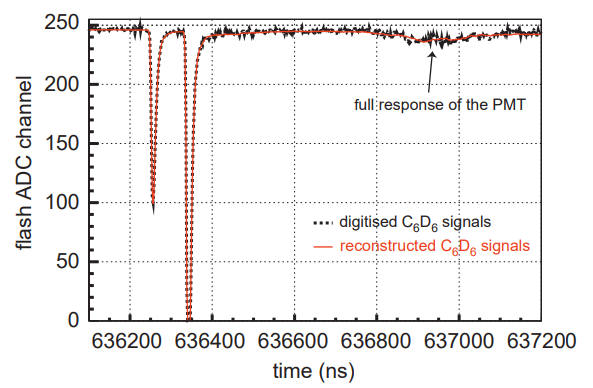 250
200
150
100
50
0
flash ADC channel
full response of the PMT
digitised C6D6 signals
reconstructed C6D6 signals
636200 636400 636600 636800 637000 637200
time (ns)